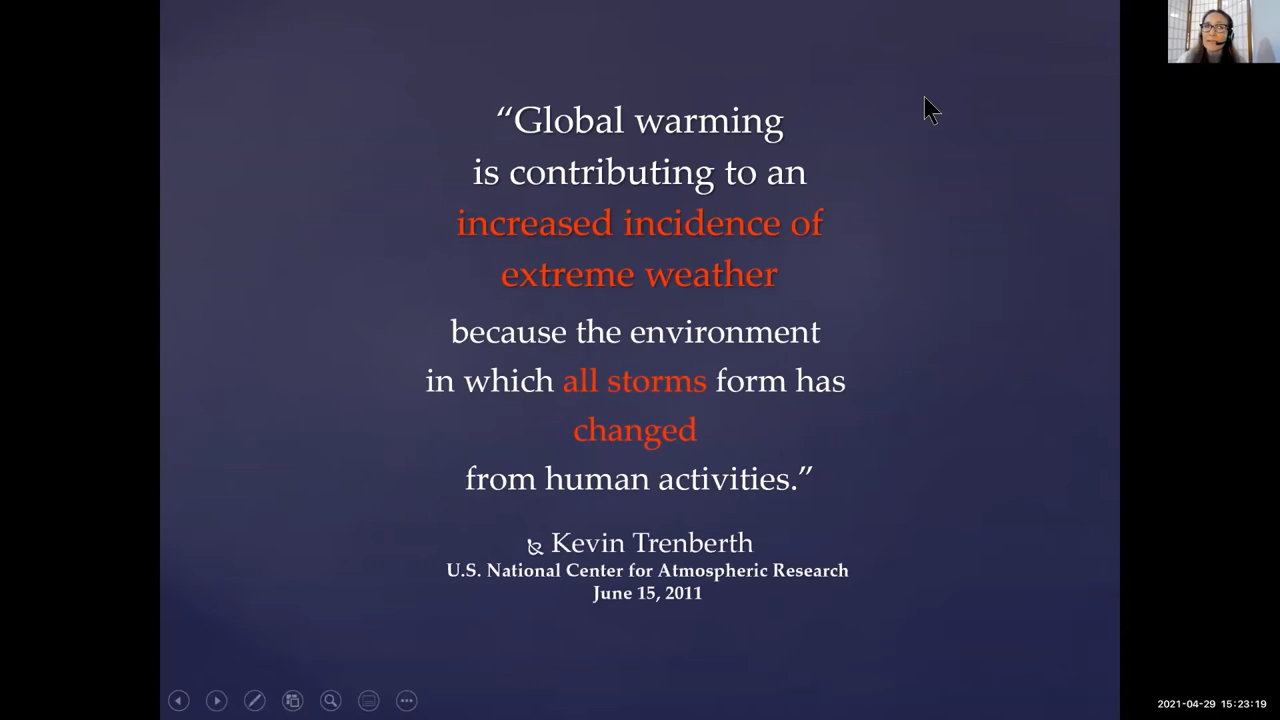 “Global warming
is contributing to an
increased incidence of
extreme weather
because the environment
in which all storms form has
changed
from human activities.”
Kevin Trenberth
U.S. National Center for Atmospheric Research
June 15, 2011
2021-04-29 15:23:19